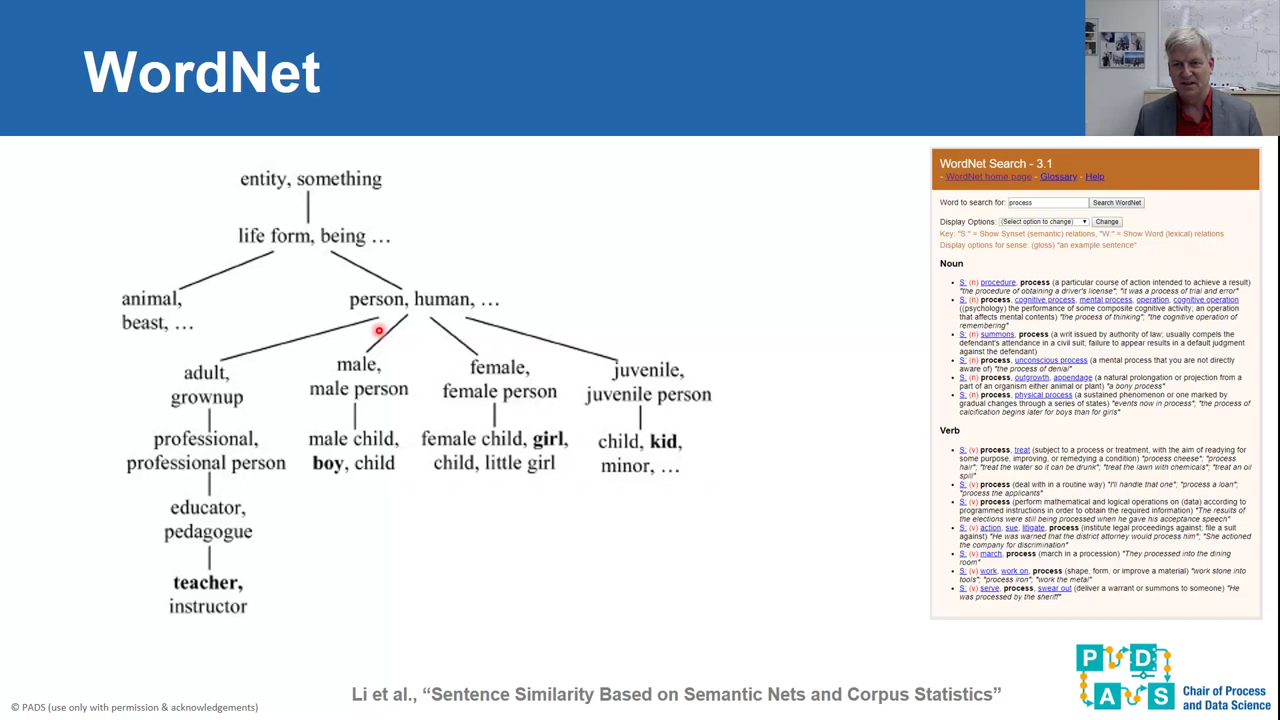 WordNet
entity, something
life form, being …
animal,
beast, …
person, human, …
adult,
grownup
male,
male person
female,
female person
juvenile,
juvenile person
professional,
professional person
male child,
boy, child
female child, girl,
child, little girl
child, kid,
minor, …
educator,
pedagogue
teacher,
instructor
WordNet Search - 3.1
- WordNet home page - Glossary - Help
Word to search for: process Search WordNet
Display Options: (Select option to change) Change
Key: "S:" = Show Synset (semantic) relations, "W:" = Show Word (lexical) relations
Display options for sense: (gloss) "an example sentence"
Noun
S: (n) procedure, process (a particular course of action intended to achieve a result)
"the procedure of obtaining a driver's license"; "it was a process of trial and error"
S: (n) process, cognitive process, mental process, operation, cognitive operation
((psychology) the performance of some composite cognitive activity; an operation
that affects mental contents) "the process of thinking"; "the cognitive operation of
remembering"
S: (n) summons, process (a writ issued by authority of law; usually compels the
defendant's attendance in a civil suit; failure to appear results in a default judgment
against the defendant)
S: (n) process, unconscious process (a mental process that you are not directly
aware of) "the process of denial"
S: (n) process, outgrowth, appendage (a natural prolongation or projection from a
part of an organism either animal or plant) "a bony process"
S: (n) process, physical process (a sustained phenomenon or one marked by
gradual changes through a series of states) "events now in process"; "the process of
calcification begins later for boys than for girls"
Verb
S: (v) process, treat (subject to a process or treatment, with the aim of readying for
some purpose, improving, or remedying a condition) "process cheese"; "process
hair"; "treat the water so it can be drunk"; "treat the lawn with chemicals"; "treat an oil
spill"
S: (v) process (deal with in a routine way) "I'll handle that one"; "process a loan";
"process the applicants"
S: (v) process (perform mathematical and logical operations on (data) according to
programmed instructions in order to obtain the required information) "The results of
the elections were still being processed when he gave his acceptance speech"
S: (v) action, sue, litigate, process (institute legal proceedings against; file a suit
against) "He was warned that the district attorney would process him"; "She actioned
the company for discrimination"
S: (v) march, process (march in a procession) "They processed into the dining
room"
S: (v) work, work on, process (shape, form, or improve a material) "work stone into
tools"; "process iron"; "work the metal"
S: (v) serve, process, swear out (deliver a warrant or summons to someone) "He
was processed by the sheriff"
Li et al., “Sentence Similarity Based on Semantic Nets and Corpus Statistics”
© PADS (use only with permission & acknowledgements)
P D
A S
Chair of Process
and Data Science